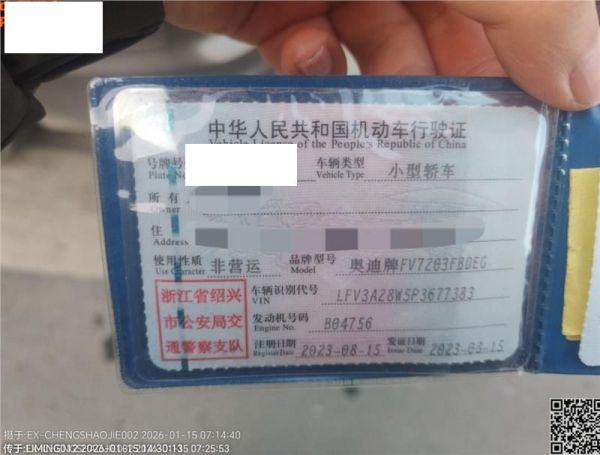 中华人民共和国机动车行驶证
Vehicle License of the People's Republic of China
号牌号 车辆类型 小型轿车
Plate No Vehicle Type
所有人
Owner
住
Address
使用性质 非营运 品牌型号 奥迪牌FV7203FBDEG
Use Character Model
浙江省绍兴
市公安局交
通警察支队
车辆识别代号 LFV3A28W5P3677383
VIN
发动机号码 B04756
Engine No.
注册日期 2023-08-15 发证日期 2023-08-15
Register Date Issue Date
摄于:EX-CHENGSHAOJIE002 2026-01-15 07:14:40